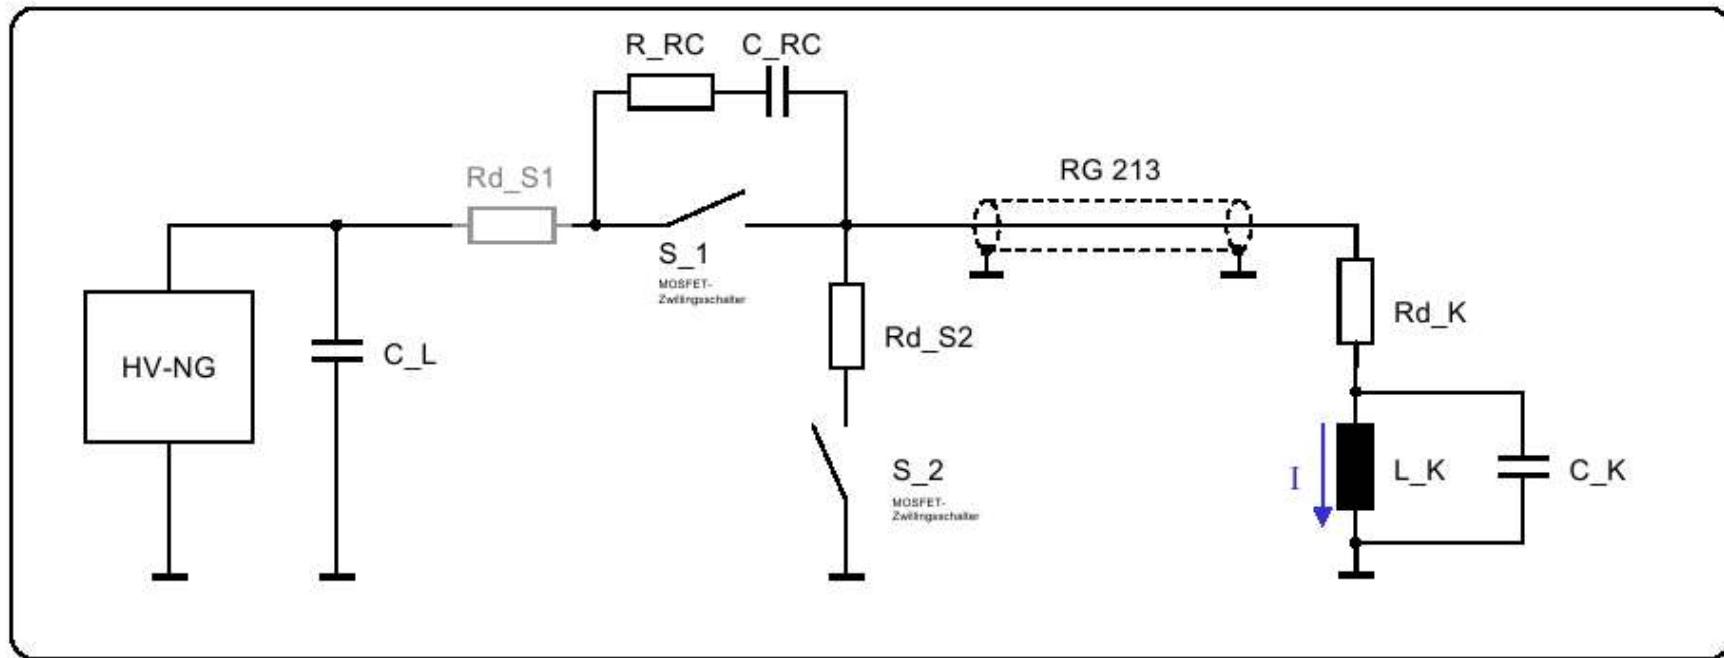 R_RC C_RC
Rd_S1
RG 213
S_1
MOSFET-
Zwillingsschalter
HV-NG
C_L
Rd_S2
Rd_K
S_2
MOSFET-
Zwillingsschalter
I
L_K
C_K